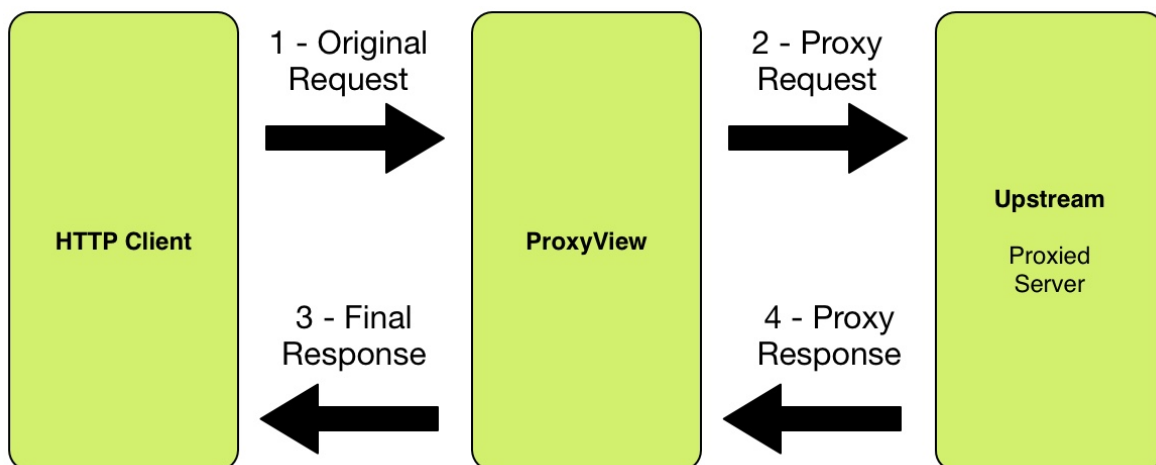 1 - Original
Request
2 - Proxy
Request
HTTP Client
ProxyView
Upstream
Proxied
Server
3 - Final
Response
4 - Proxy
Response